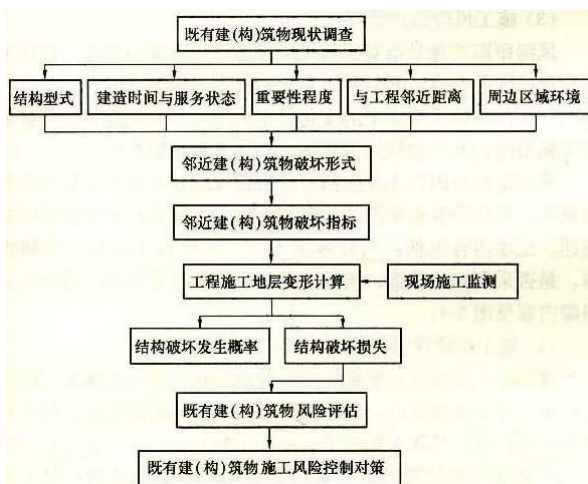 既有建(构)筑物现状调查
结构型式
建造时间与服务状态
重要性程度
与工程邻近距离
周边区域环境
邻近建(构)筑物破坏形式
邻近建(构)筑物破坏指标
工程施工地层变形计算
现场施工监测
结构破坏发生概率
结构破坏损失
既有建(构)筑物风险评估
既有建(构)筑物施工风险控制对策